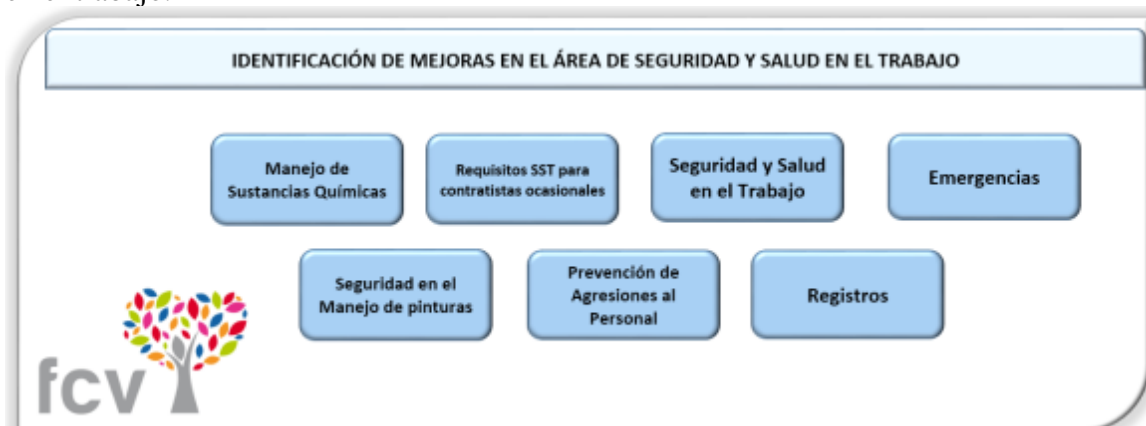 IDENTIFICACIÓN DE MEJORAS EN EL ÁREA DE SEGURIDAD Y SALUD EN EL TRABAJO
Manejo de
Sustancias Químicas
Requisitos SST para
contratistas ocasionales
Seguridad y Salud
en el Trabajo
Emergencias
Seguridad en el
Manejo de pinturas
Prevención de
Agresiones al
Personal
Registros
fcv